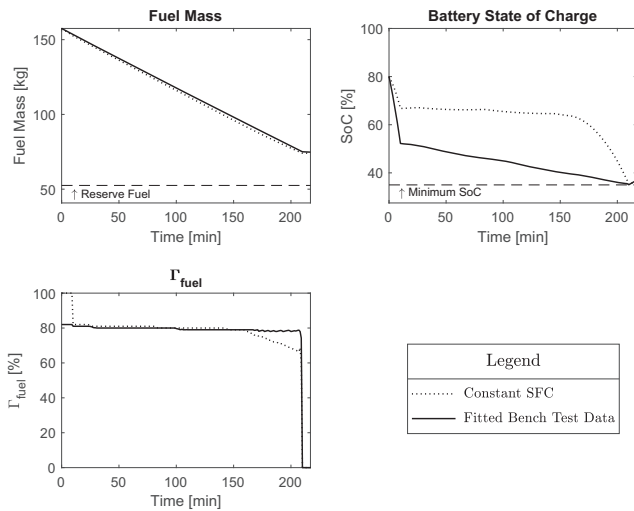 Fuel Mass
150
100
50
Fuel Mass [kg]
↑ Reserve Fuel
0 50 100 150 200
Time [min]
Battery State of Charge
100
80
60
40
SoC [%]
↑ Minimum SoC
0 50 100 150 200
Time [min]
Γfuel
100
80
60
40
20
0
Γfuel [%]
0 50 100 150 200
Time [min]
Legend
Constant SFC
Fitted Bench Test Data